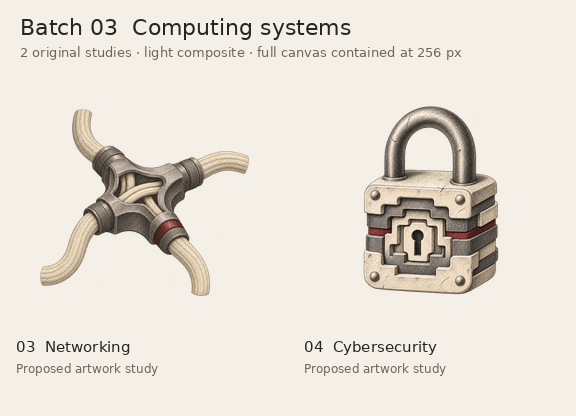 Batch 03 Computing systems
2 original studies · light composite · full canvas contained at 256 px
03 Networking
04 Cybersecurity
Proposed artwork study
Proposed artwork study